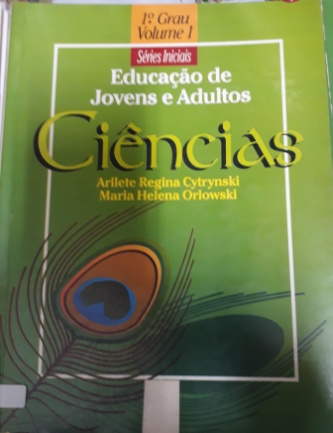 1º Grau
Volume 1
Séries Iniciais
Educação de
Jovens e Adultos
Ciências
Arilete Regina Cytrynski
Maria Helena Orlowski